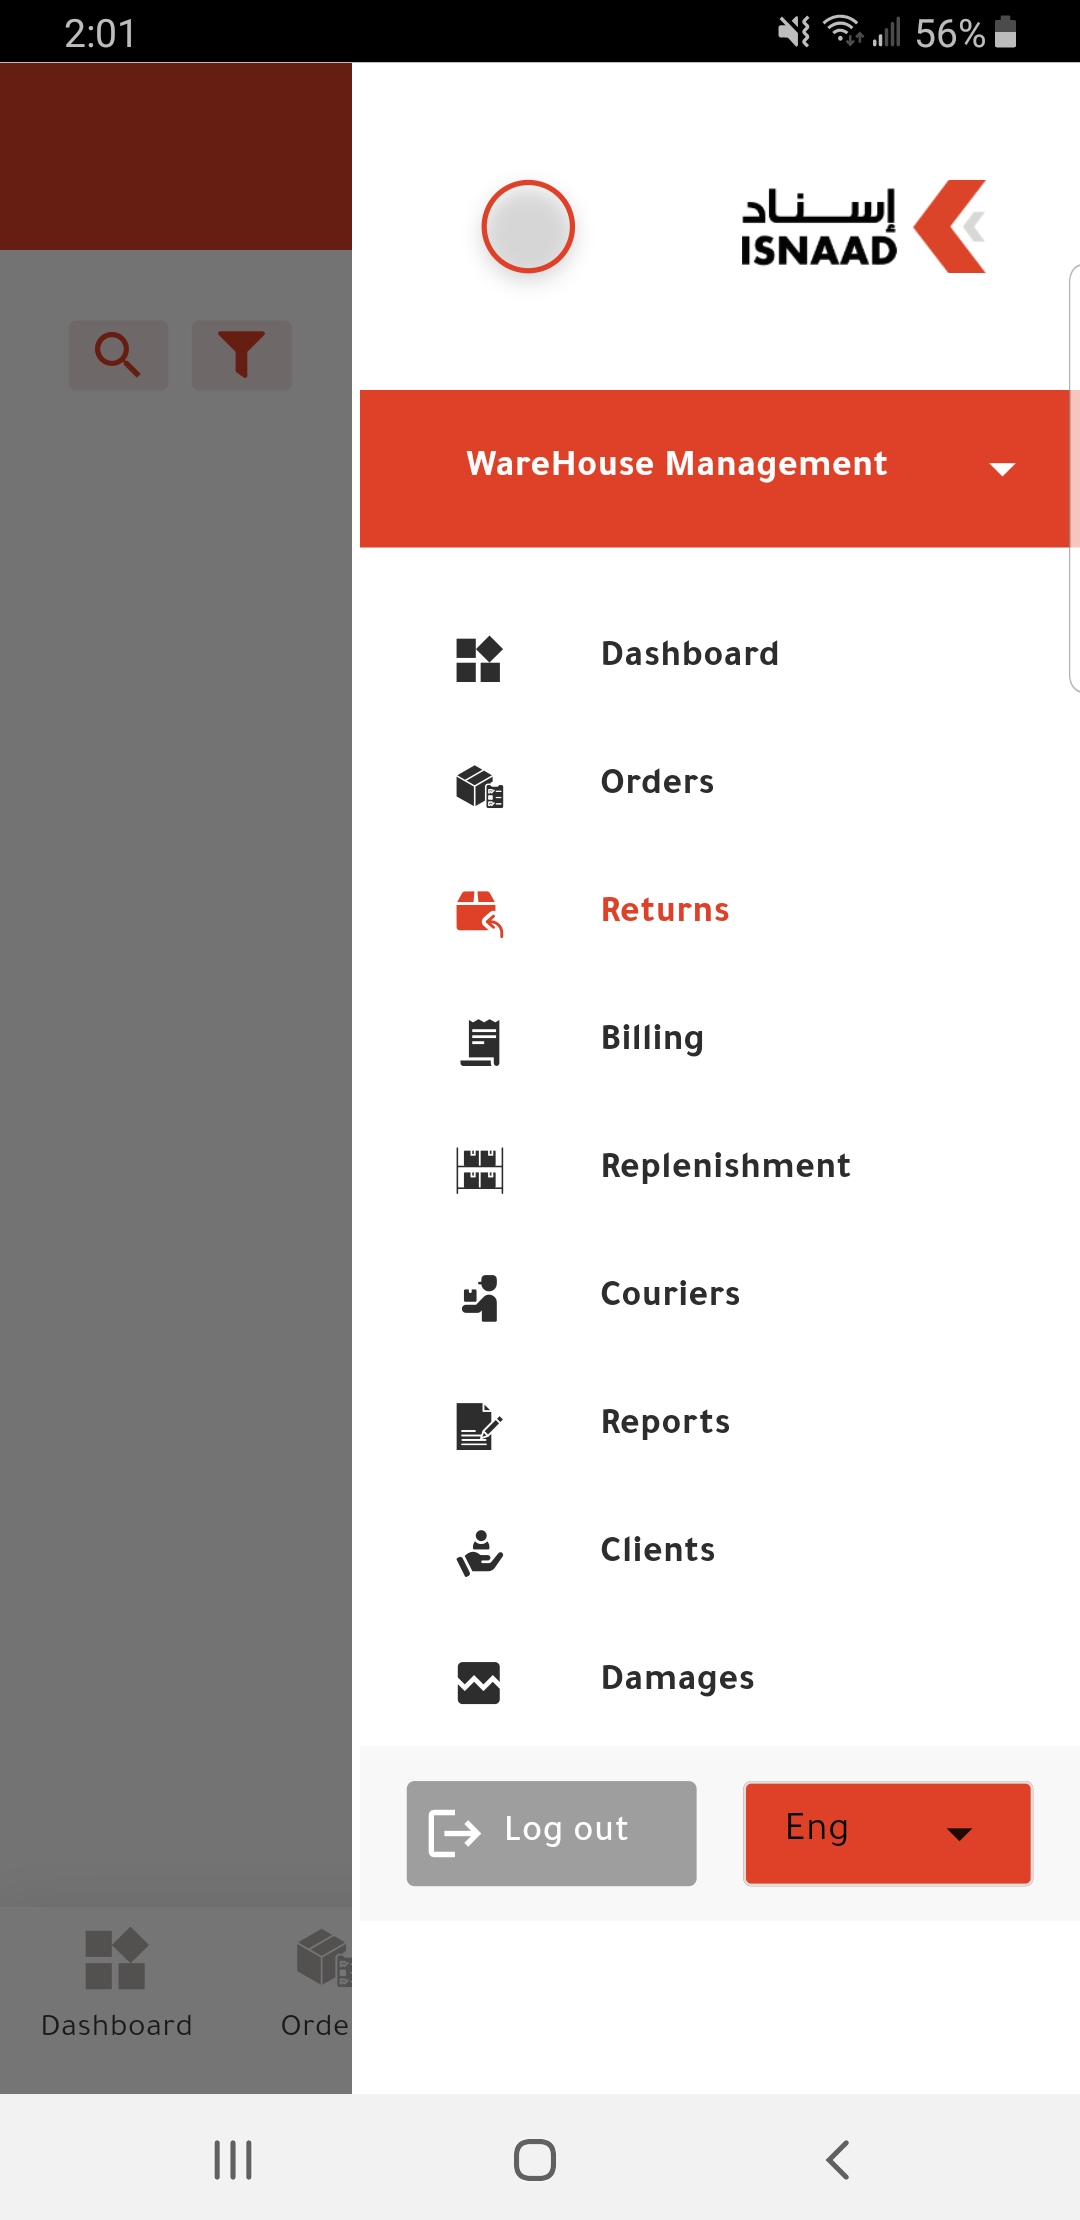 2:01
56%
إسناد
ISNAAD
WareHouse Management
Dashboard
Orders
Returns
Billing
Replenishment
Couriers
Reports
Clients
Damages
Log out
Eng
Dashboard
Orde